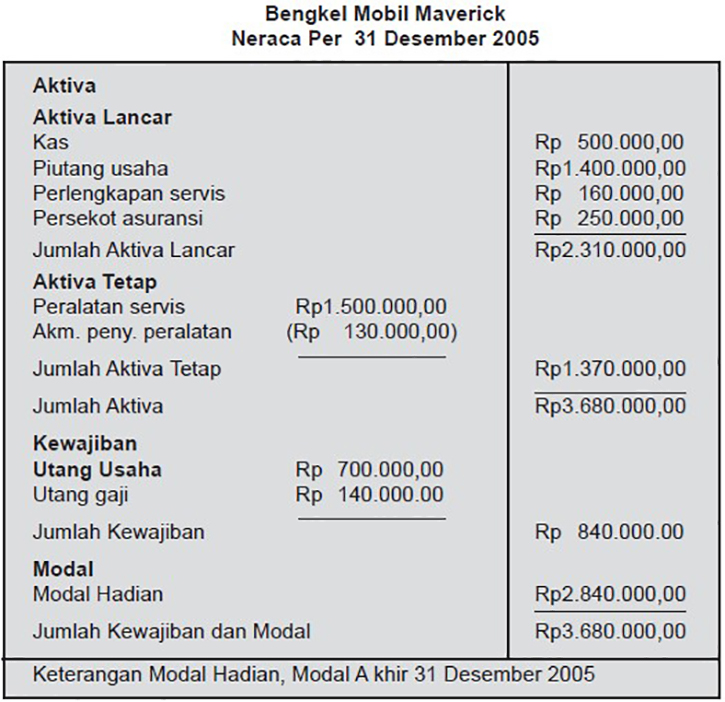 Bengkel Mobil Maverick
Neraca Per 31 Desember 2005
Aktiva
Aktiva Lancar
Kas Rp 500.000,00
Piutang usaha Rp1.400.000,00
Perlengkapan servis Rp 160.000,00
Persekot asuransi Rp 250.000,00
Jumlah Aktiva Lancar Rp2.310.000,00
Aktiva Tetap
Peralatan servis Rp1.500.000,00
Akm. peny. peralatan (Rp 130.000,00)
Jumlah Aktiva Tetap Rp1.370.000,00
Jumlah Aktiva Rp3.680.000,00
Kewajiban
Utang Usaha Rp 700.000,00
Utang gaji Rp 140.000.00
Jumlah Kewajiban Rp 840.000.00
Modal
Modal Hadian Rp2.840.000,00
Jumlah Kewajiban dan Modal Rp3.680.000,00
Keterangan Modal Hadian, Modal A khir 31 Desember 2005